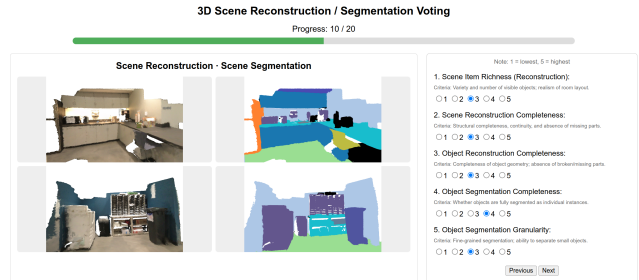 3D Scene Reconstruction / Segmentation Voting
Progress: 10 / 20
Scene Reconstruction · Scene Segmentation
Note: 1 = lowest, 5 = highest
1. Scene Item Richness (Reconstruction):
Criteria: Variety and number of visible objects; realism of room layout.
1 2 3 4 5
2. Scene Reconstruction Completeness:
Criteria: Structural completeness, continuity, and absence of missing parts.
1 2 3 4 5
3. Object Reconstruction Completeness:
Criteria: Completeness of object geometry; absence of broken/missing parts.
1 2 3 4 5
4. Object Segmentation Completeness:
Criteria: Whether objects are fully segmented as individual instances.
1 2 3 4 5
5. Object Segmentation Granularity:
Criteria: Fine-grained segmentation; ability to separate small objects.
1 2 3 4 5
Previous Next